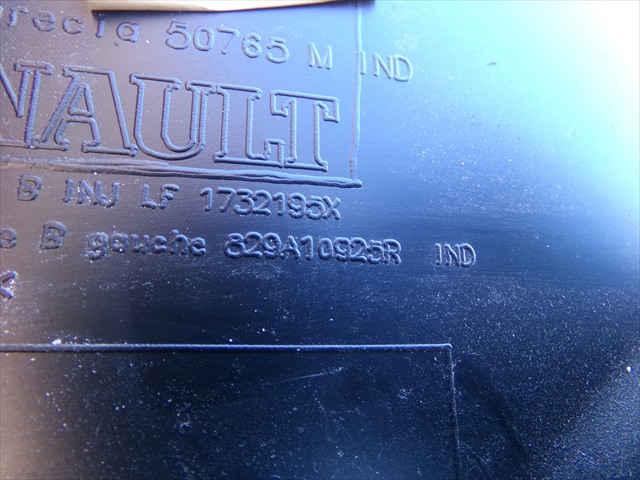 recia 50765 M IND
NAULT
B INJ LF 1732195X
e B gauche 829A10925R IND